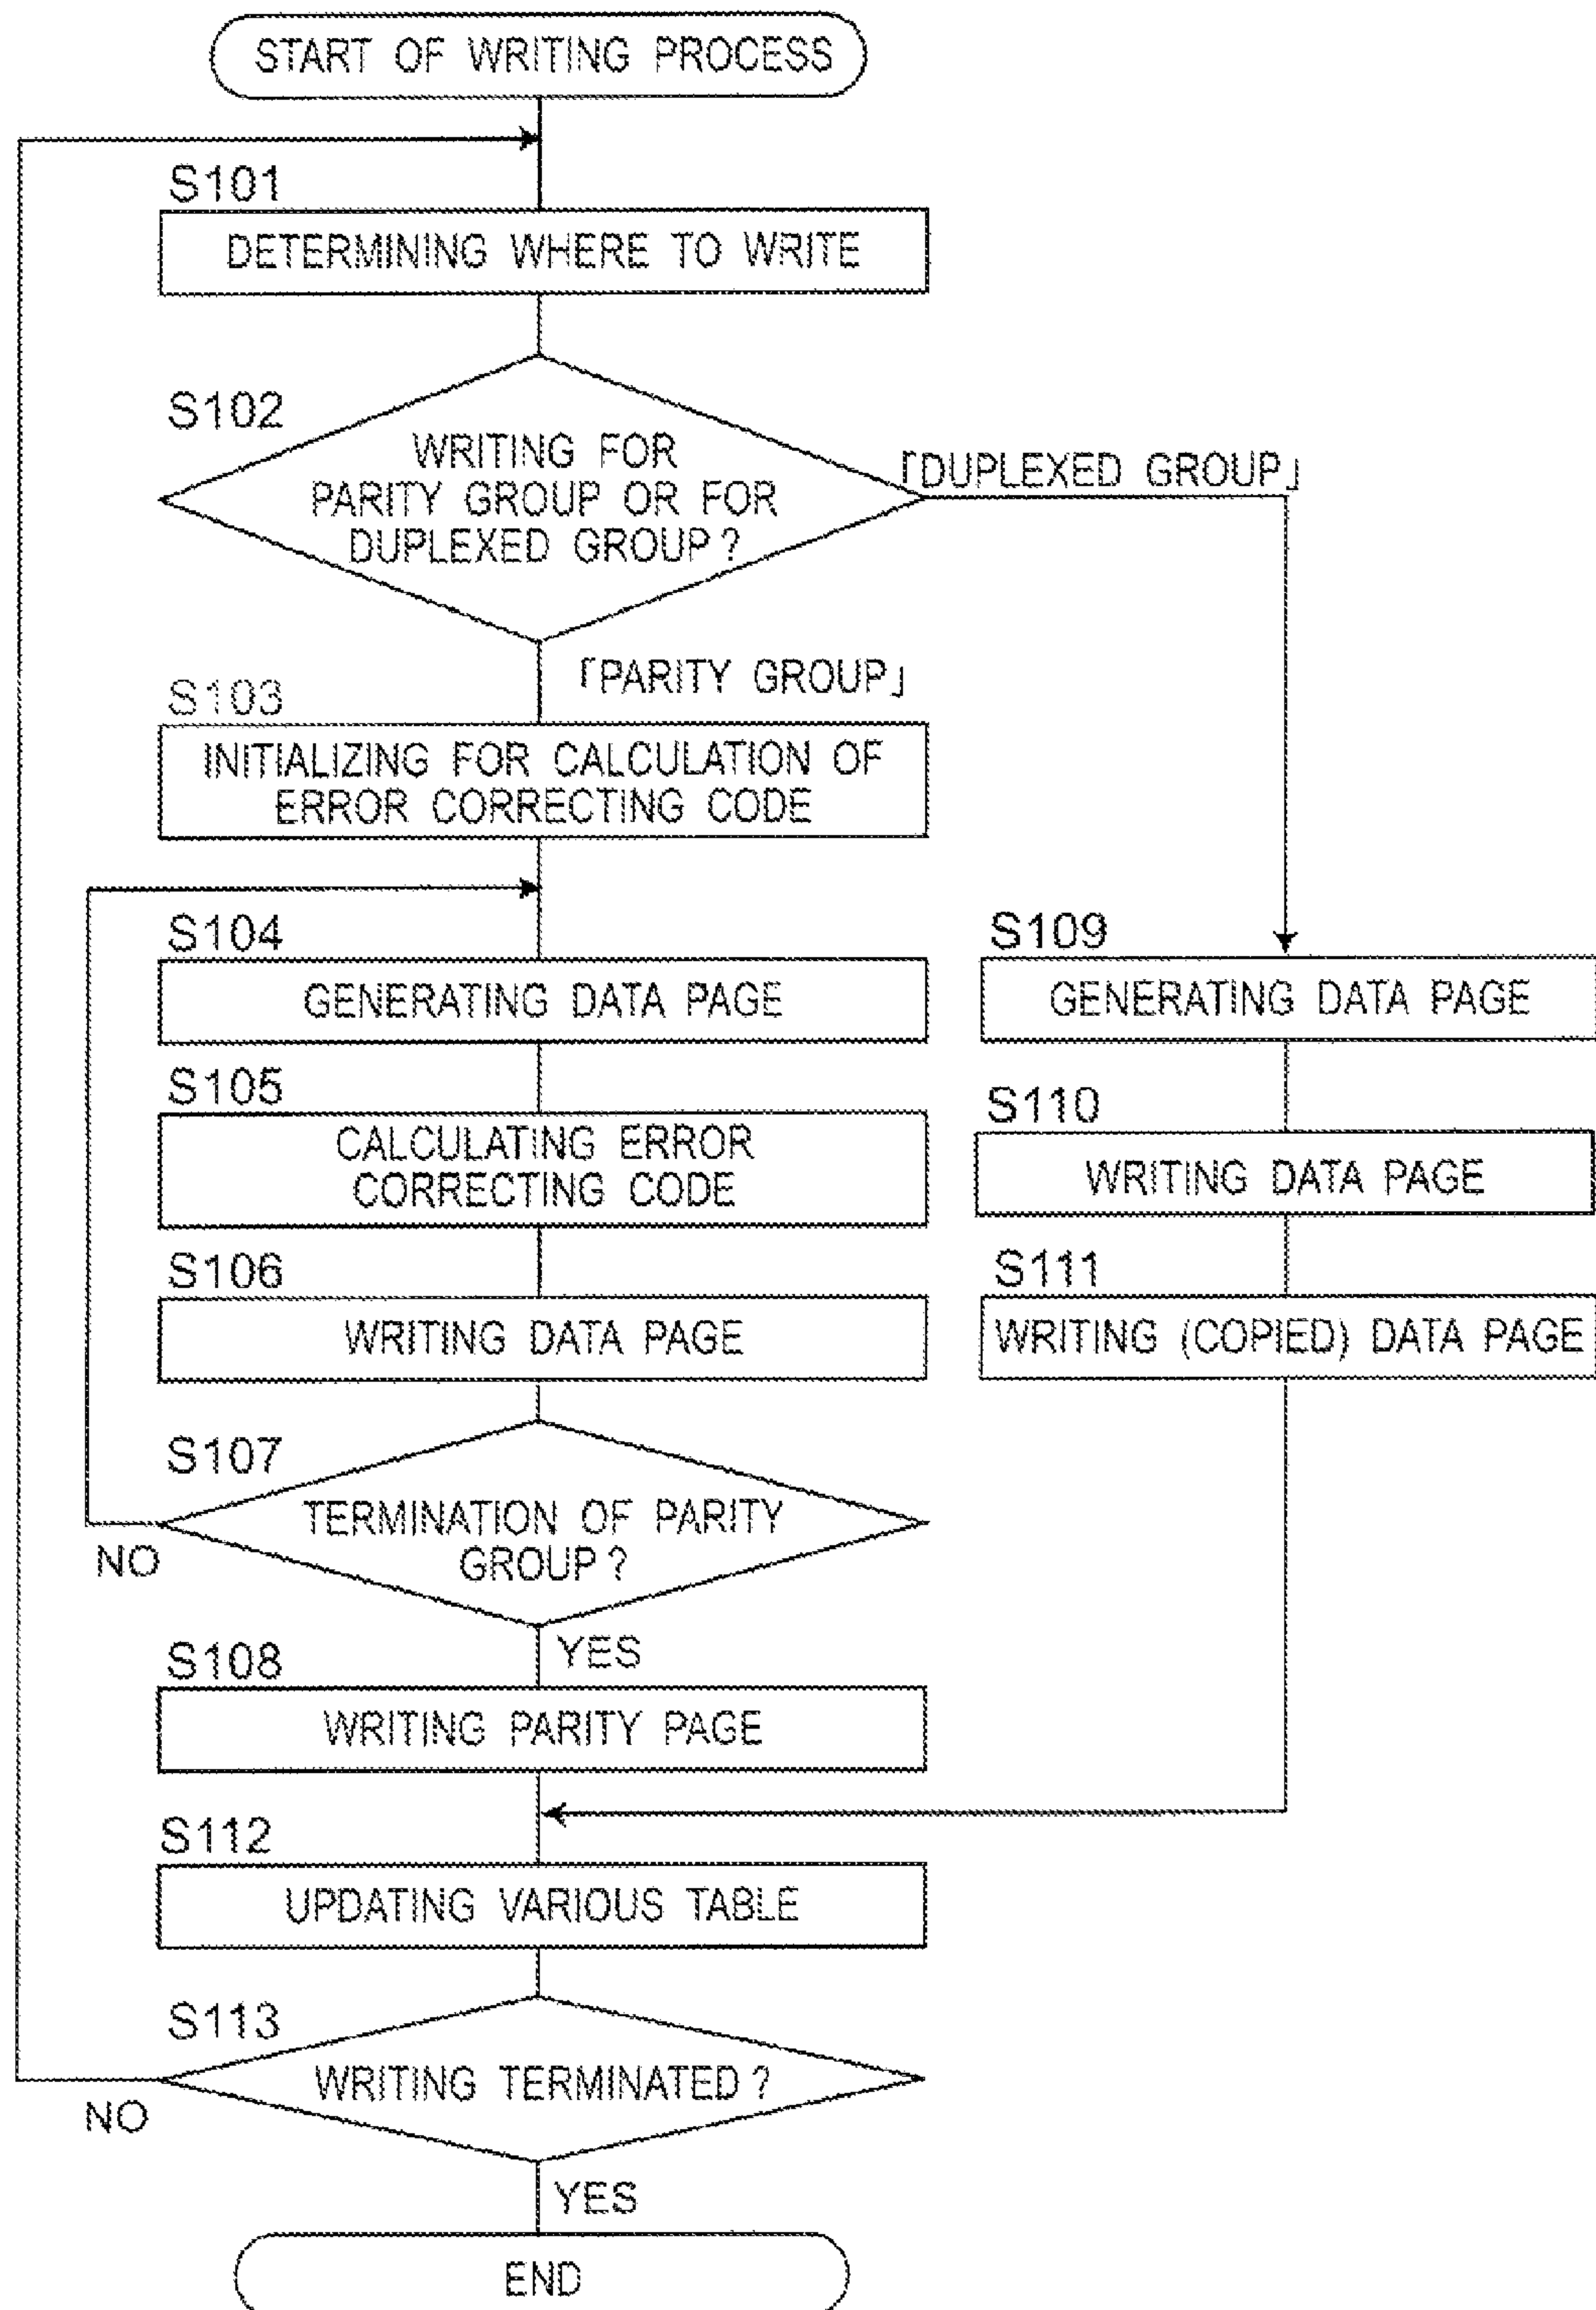 START OF WRITING PROCESS
S101
DETERMINING WHERE TO WRITE
S102
WRITING FOR
PARITY GROUP OR FOR
DUPLEXED GROUP?
「DUPLEXED GROUP」
「PARITY GROUP」
S103
INITIALIZING FOR CALCULATION OF
ERROR CORRECTING CODE
S104
GENERATING DATA PAGE
S105
CALCULATING ERROR
CORRECTING CODE
S106
WRITING DATA PAGE
S107
TERMINATION OF PARITY
GROUP?
NO
YES
S108
WRITING PARITY PAGE
S109
GENERATING DATA PAGE
S110
WRITING DATA PAGE
S111
WRITING (COPIED) DATA PAGE
S112
UPDATING VARIOUS TABLE
S113
WRITING TERMINATED?
NO
YES
END